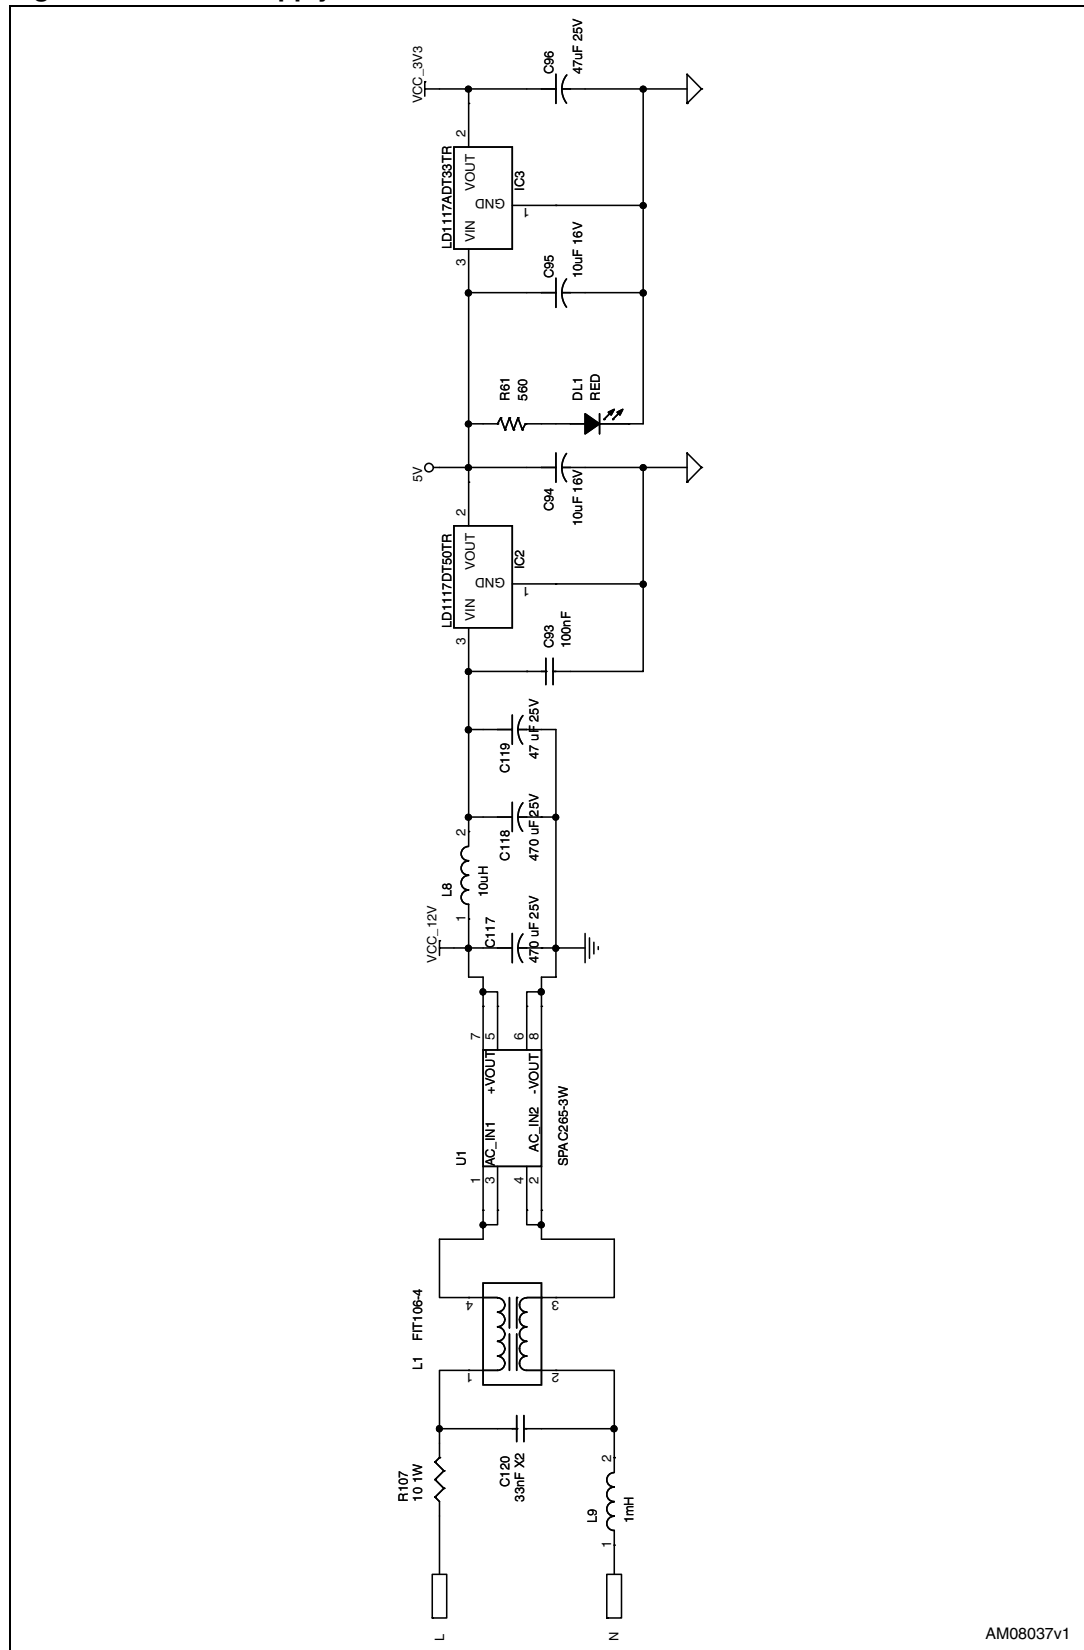 VCC_3V3
C96
47uF 25V
2
LD1117ADT33TR
VOUT
GND
VIN
IC3
1
3
C95
10uF 16V
R61
560
DL1
RED
5V
C94
10uF 16V
2
LD1117DT50TR
VOUT
GND
VIN
IC2
1
3
C93
100nF
C119
47 uF 25V
2
C118
470 uF 25V
L8
10uH
1
VCC_12V
C117
470 uF 25V
7
5
6
8
+VOUT
-VOUT
U1
AC_IN1
AC_IN2
SPAC265-3W
1
3
4
2
L1 FIT106-4
4
3
1
2
R107
10 1W
C120
33nF X2
2
L9
1mH
1
L
N
AM08037v1